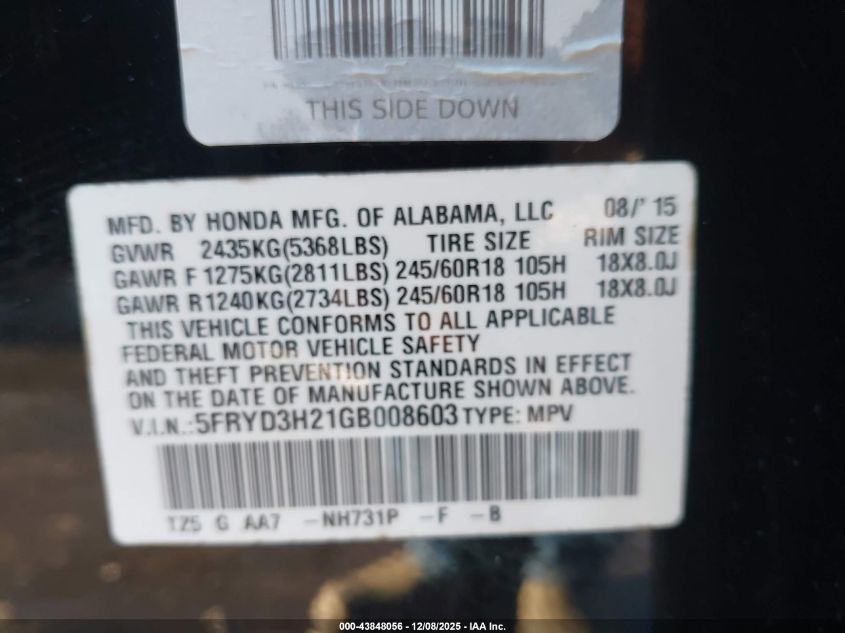 THIS SIDE DOWN
MFD. BY HONDA MFG. OF ALABAMA, LLC 08/'15
GVWR 2435KG(5368LBS) TIRE SIZE RIM SIZE
GAWR F 1275KG(2811LBS) 245/60R18 105H 18X8.0J
GAWR R1240KG(2734LBS) 245/60R18 105H 18X8.0J
THIS VEHICLE CONFORMS TO ALL APPLICABLE
FEDERAL MOTOR VEHICLE SAFETY
AND THEFT PREVENTION STANDARDS IN EFFECT
ON THE DATE OF MANUFACTURE SHOWN ABOVE.
V.I.N.:5FRYD3H21GB008603 TYPE: MPV
TZ5 G AA7 -NH731P -F -B
000-43848056 - 12/08/2025 - IAA Inc.